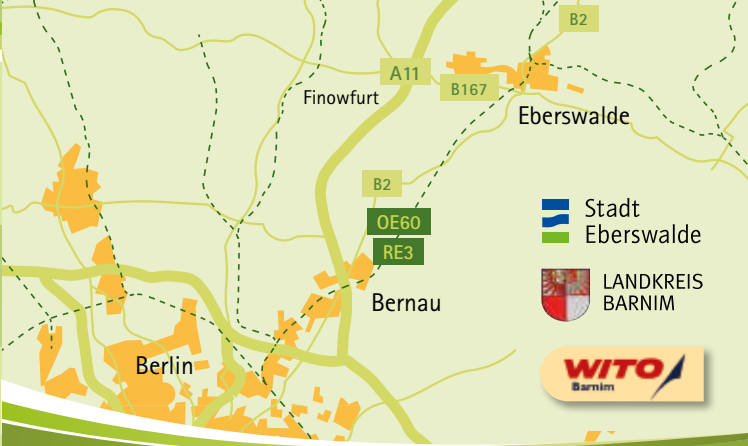 B2
A11
B167
Finowfurt
Eberswalde
B2
OE60
RE3
Bernau
Berlin
Stadt
Eberswalde
LANDKREIS
BARNIM
WITO
Barnim